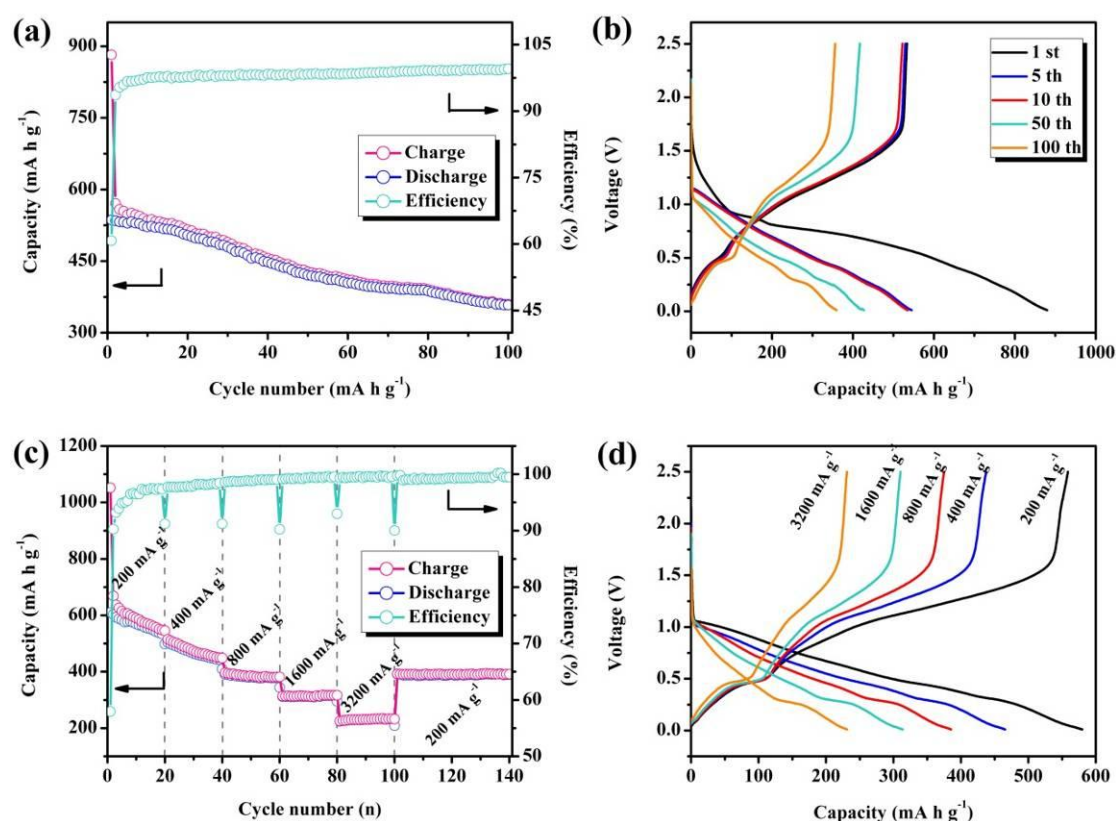 (a)
900
750
600
450
300
Capacity (mA h g⁻¹)
105
90
75
60
45
Efficiency (%)
Charge
Discharge
Efficiency
0 20 40 60 80 100
Cycle number (mA h g⁻¹)
(b)
2.5
2.0
1.5
1.0
0.5
0.0
Voltage (V)
1 st
5 th
10 th
50 th
100 th
0 200 400 600 800 1000
Capacity (mA h g⁻¹)
(c)
1200
1000
800
600
400
200
Capacity (mA h g⁻¹)
100
90
80
70
60
50
Efficiency (%)
200 mA g⁻¹
400 mA g⁻¹
800 mA g⁻¹
1600 mA g⁻¹
3200 mA g⁻¹
200 mA g⁻¹
Charge
Discharge
Efficiency
0 20 40 60 80 100 120 140
Cycle number (n)
(d)
2.5
2.0
1.5
1.0
0.5
0.0
Voltage (V)
3200 mA g⁻¹
1600 mA g⁻¹
800 mA g⁻¹
400 mA g⁻¹
200 mA g⁻¹
0 100 200 300 400 500 600
Capacity (mA h g⁻¹)